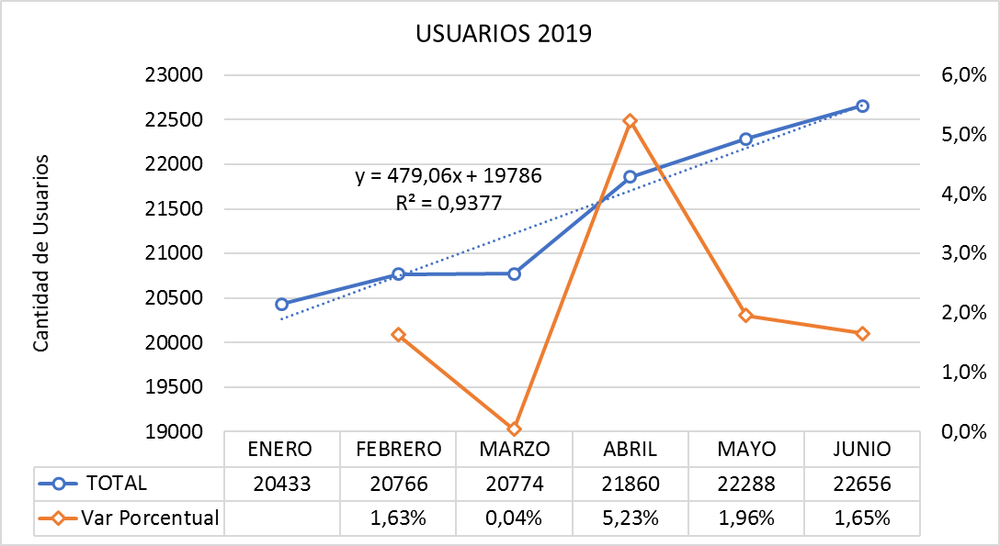 USUARIOS 2019
23000
22500
22000
21500
21000
20500
20000
19500
19000
Cantidad de Usuarios
y = 479,06x + 19786
R² = 0,9377
6,0%
5,0%
4,0%
3,0%
2,0%
1,0%
0,0%
ENERO FEBRERO MARZO ABRIL MAYO JUNIO
TOTAL 20433 20766 20774 21860 22288 22656
Var Porcentual 1,63% 0,04% 5,23% 1,96% 1,65%